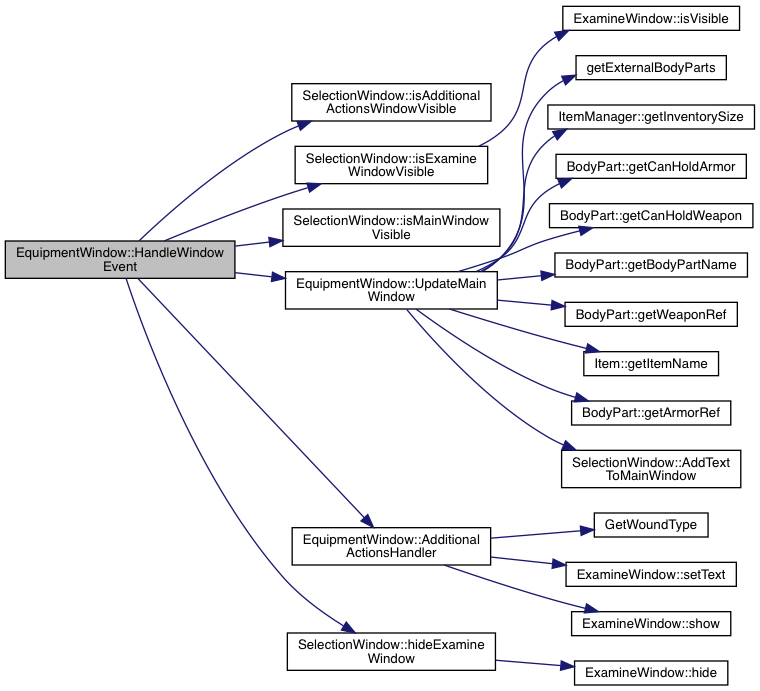 ExamineWindow::isVisible
getExternalBodyParts
SelectionWindow::isAdditional
ActionsWindowVisible
ItemManager::getInventorySize
SelectionWindow::isExamine
WindowVisible
BodyPart::getCanHoldArmor
SelectionWindow::isMainWindow
Visible
BodyPart::getCanHoldWeapon
EquipmentWindow::HandleWindow
Event
EquipmentWindow::UpdateMain
Window
BodyPart::getBodyPartName
BodyPart::getWeaponRef
Item::getItemName
BodyPart::getArmorRef
SelectionWindow::AddText
ToMainWindow
EquipmentWindow::Additional
ActionsHandler
GetWoundType
ExamineWindow::setText
ExamineWindow::show
SelectionWindow::hideExamine
Window
ExamineWindow::hide